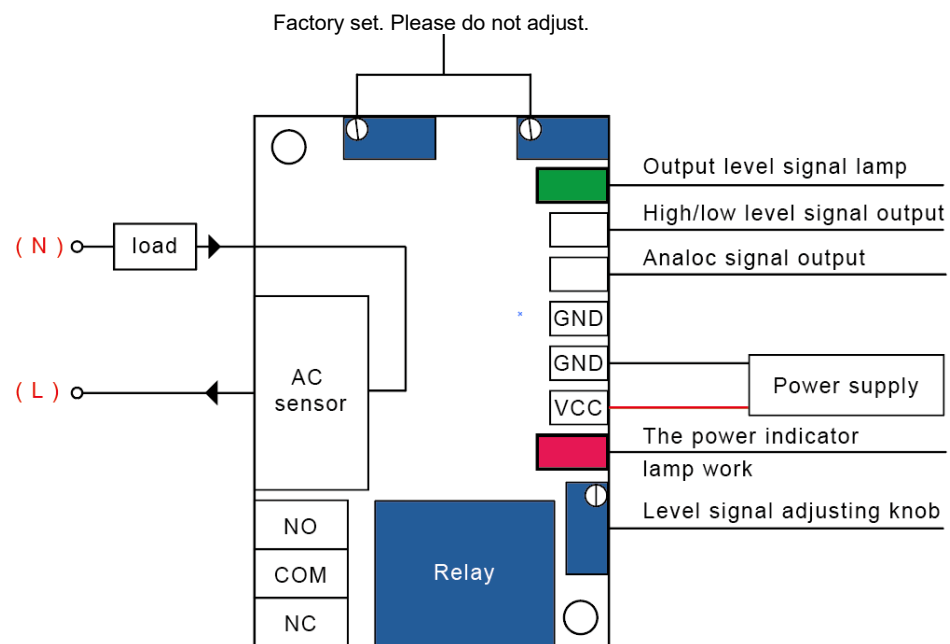 Factory set. Please do not adjust.
Output level signal lamp
High/low level signal output
( N )
load
Analoc signal output
GND
GND
Power supply
( L )
AC
sensor
VCC
The power indicator
lamp work
Level signal adjusting knob
NO
COM
Relay
NC